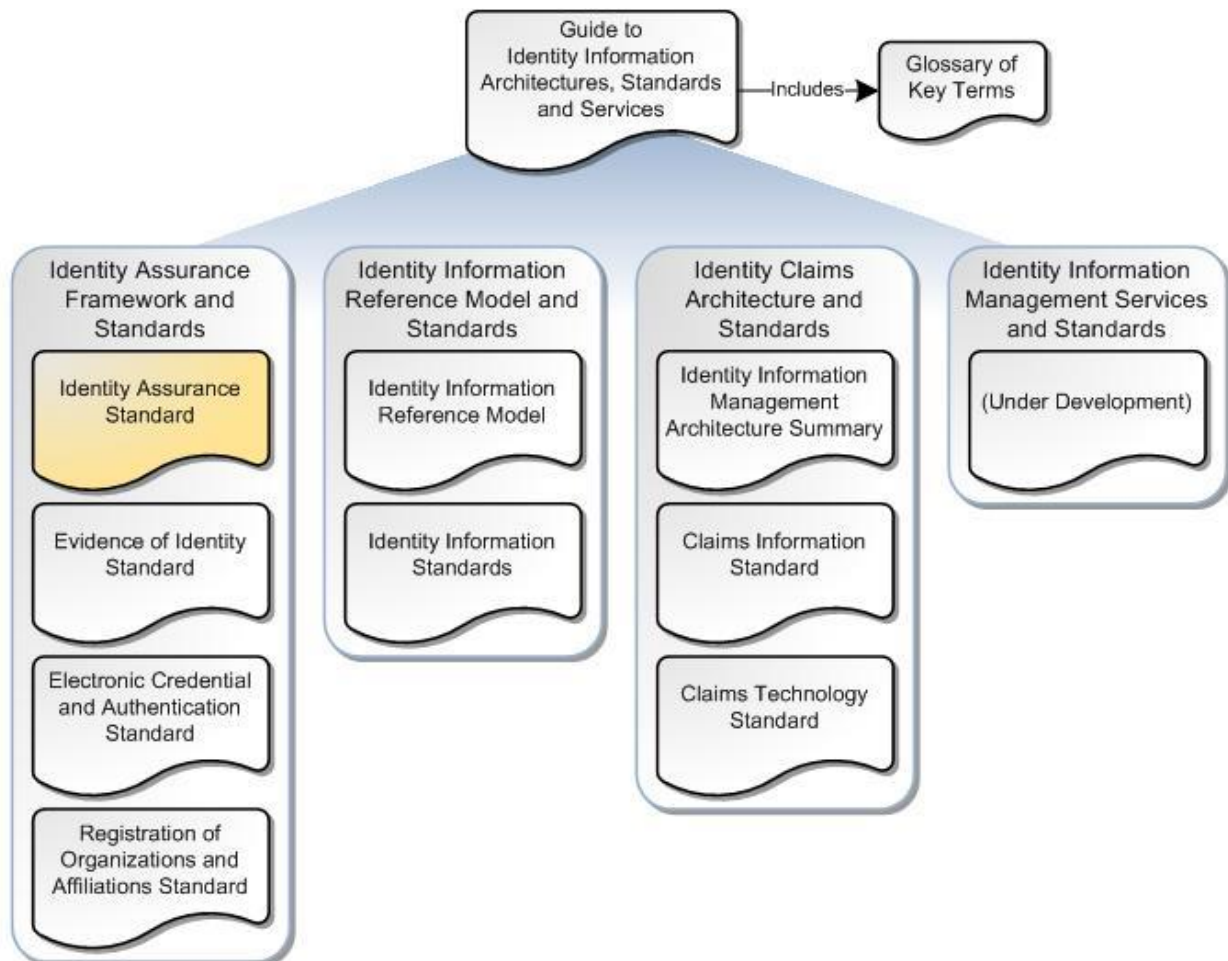 Guide to
Identity Information
Architectures, Standards
and Services
Includes
Glossary of
Key Terms
Identity Assurance
Framework and
Standards
Identity Assurance
Standard
Evidence of Identity
Standard
Electronic Credential
and Authentication
Standard
Registration of
Organizations and
Affiliations Standard
Identity Information
Reference Model and
Standards
Identity Information
Reference Model
Identity Information
Standards
Identity Claims
Architecture and
Standards
Identity Information
Management
Architecture Summary
Claims Information
Standard
Claims Technology
Standard
Identity Information
Management Services
and Standards
(Under Development)